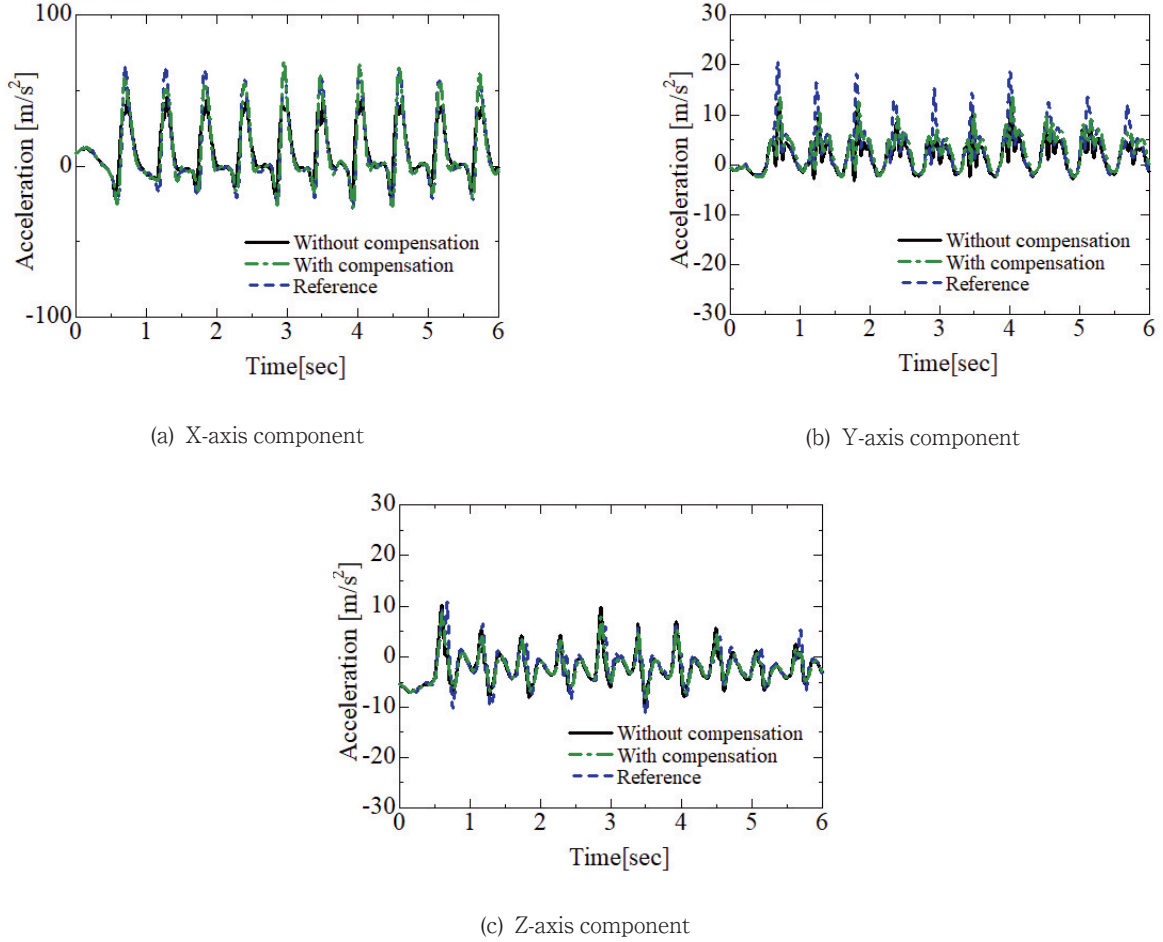 100
0
-100
Acceleration [m/s²]
Without compensation
With compensation
Reference
0 1 2 3 4 5 6
Time[sec]
(a) X-axis component
30
20
10
0
-10
-20
-30
Acceleration [m/s²]
Without compensation
With compensation
Reference
0 1 2 3 4 5 6
Time[sec]
(b) Y-axis component
30
20
10
0
-10
-20
-30
Acceleration [m/s²]
Without compensation
With compensation
Reference
0 1 2 3 4 5 6
Time[sec]
(c) Z-axis component